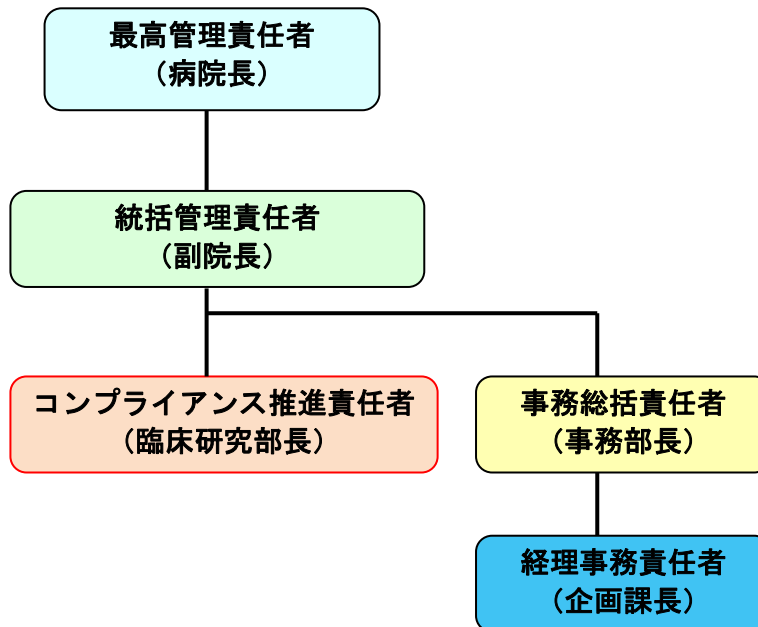 最高管理責任者
（病院長）
統括管理責任者
（副院長）
コンプライアンス推進責任者
（臨床研究部長）
事務総括責任者
（事務部長）
経理事務責任者
（企画課長）